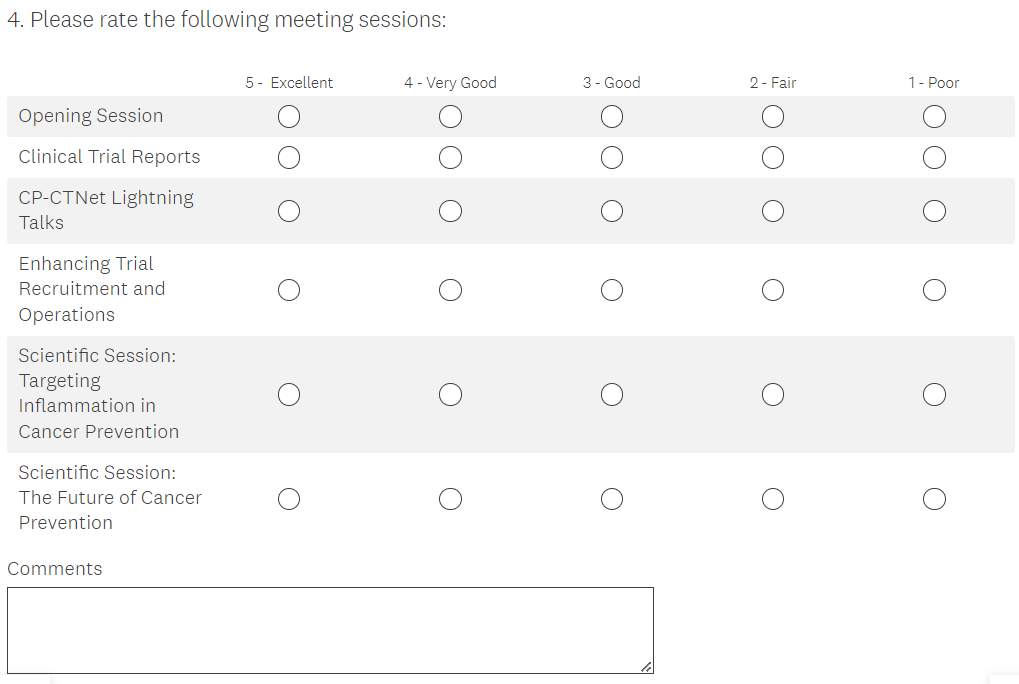 4. Please rate the following meeting sessions:
5 - Excellent 4 - Very Good 3 - Good 2 - Fair 1 - Poor
Opening Session
Clinical Trial Reports
CP-CTNet Lightning
Talks
Enhancing Trial
Recruitment and
Operations
Scientific Session:
Targeting
Inflammation in
Cancer Prevention
Scientific Session:
The Future of Cancer
Prevention
Comments